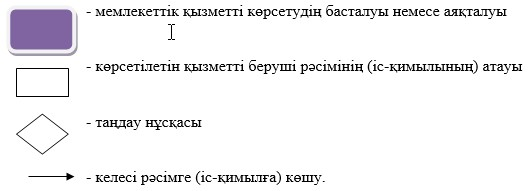 - мемлекеттік қызметті көрсетудің басталуы немесе аяқталуы
- көрсетілетін қызметті беруші рәсімінің (іс-қимылының) атауы
- таңдау нұсқасы
- келесі рәсімге (іс-қимылға) көшу.